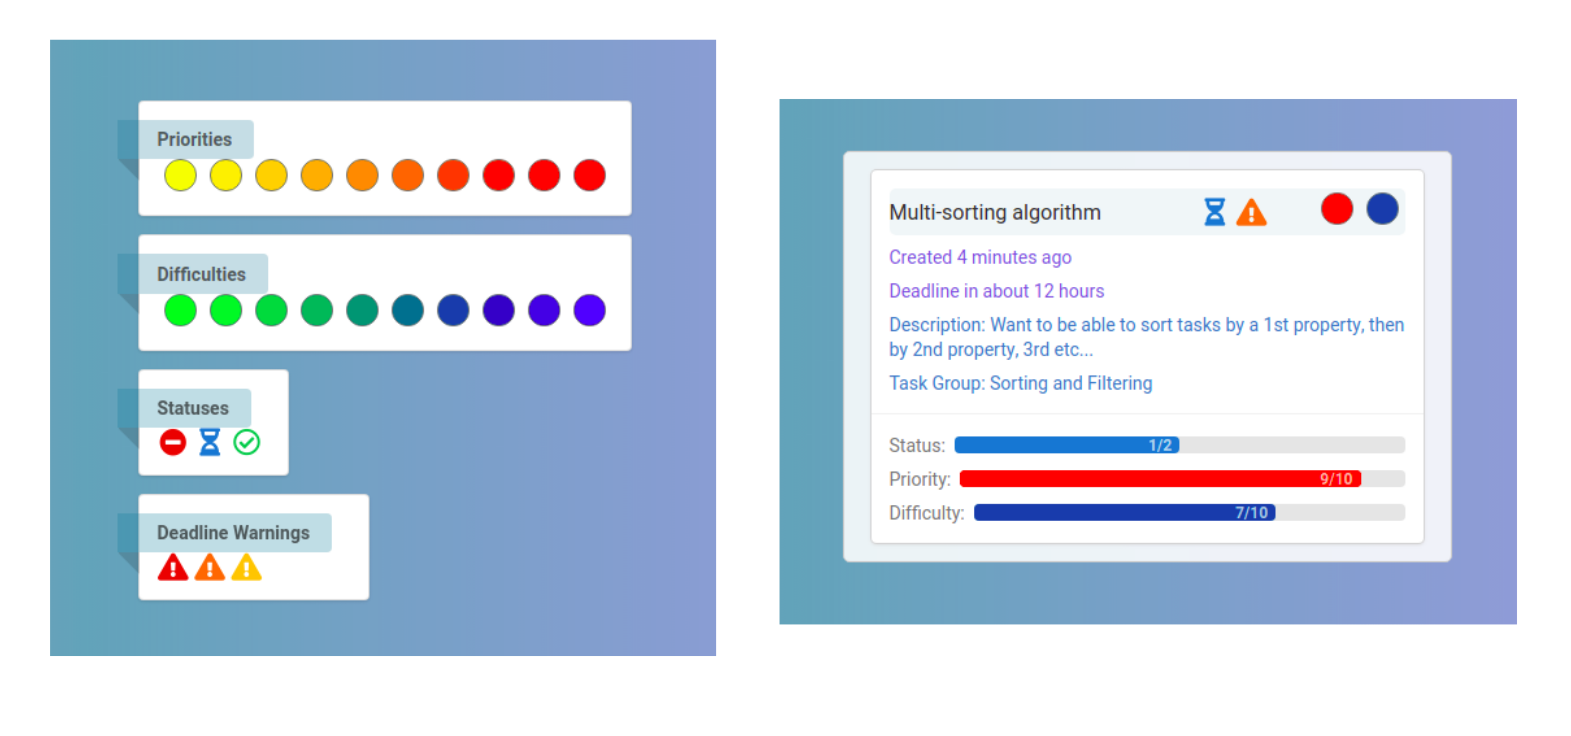 Priorities
Difficulties
Statuses
Deadline Warnings
Multi-sorting algorithm
Created 4 minutes ago
Deadline in about 12 hours
Description: Want to be able to sort tasks by a 1st property, then
by 2nd property, 3rd etc...
Task Group: Sorting and Filtering
Status: 1/2
Priority: 9/10
Difficulty: 7/10